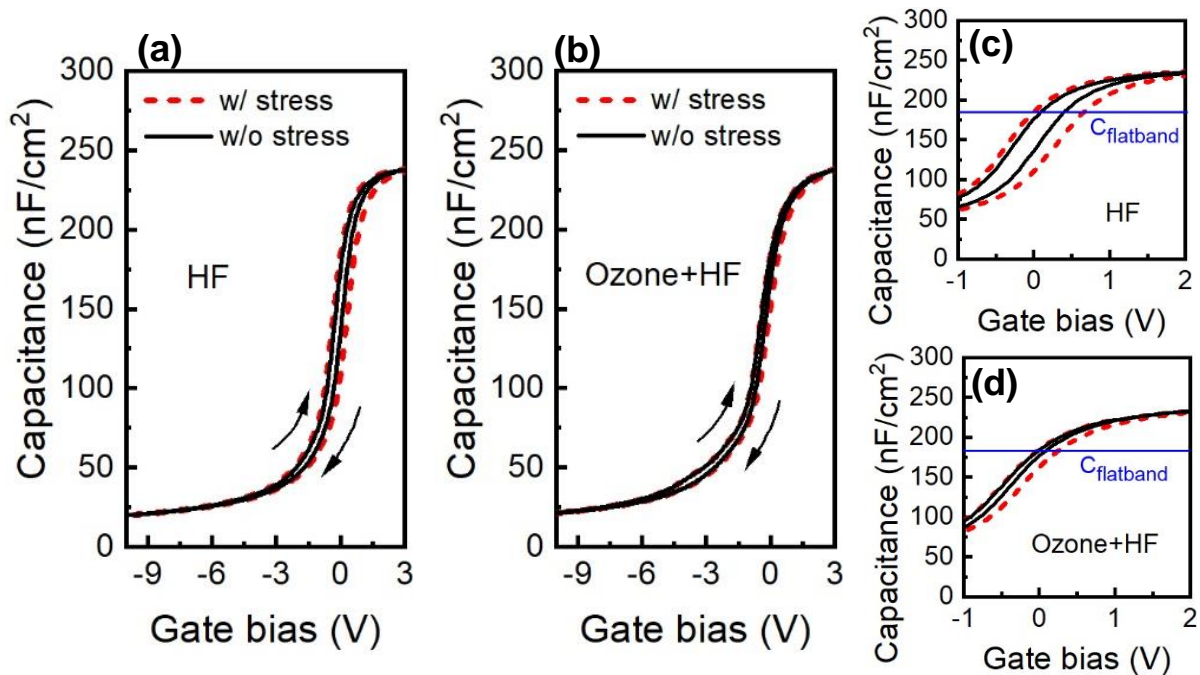 (a)
300
250
200
150
100
50
0
Capacitance (nF/cm²)
w/ stress
w/o stress
HF
-9 -6 -3 0 3
Gate bias (V)
(b)
300
250
200
150
100
50
0
Capacitance (nF/cm²)
w/ stress
w/o stress
Ozone+HF
-9 -6 -3 0 3
Gate bias (V)
(c)
300
250
200
150
100
50
0
Capacitance (nF/cm²)
Cflatband
HF
-1 0 1 2
Gate bias (V)
(d)
300
250
200
150
100
50
0
Capacitance (nF/cm²)
Cflatband
Ozone+HF
-1 0 1 2
Gate bias (V)